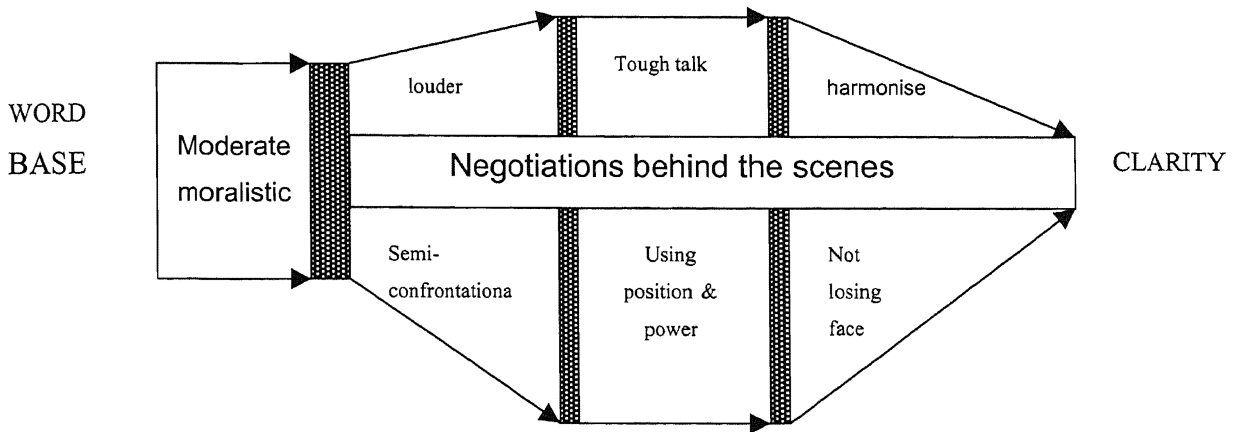 WORD
BASE
Moderate
moralistic
louder
Tough talk
harmonise
Negotiations behind the scenes
Semi-
confrontationa
Using
position &
power
Not
losing
face
CLARITY